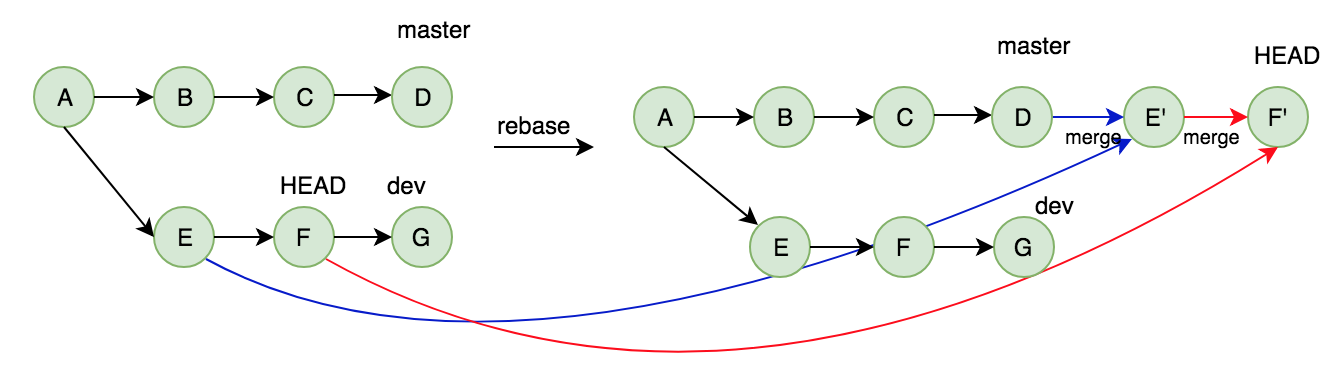 master
A
B
C
D
HEAD
dev
E
F
G
rebase
master
HEAD
A
B
C
D
merge
E'
merge
F'
dev
E
F
G